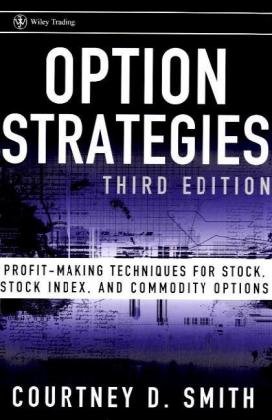 Wiley Trading
OPTION
STRATEGIES
THIRD EDITION
PROFIT-MAKING TECHNIQUES FOR STOCK,
STOCK INDEX, AND COMMODITY OPTIONS
COURTNEY D. SMITH